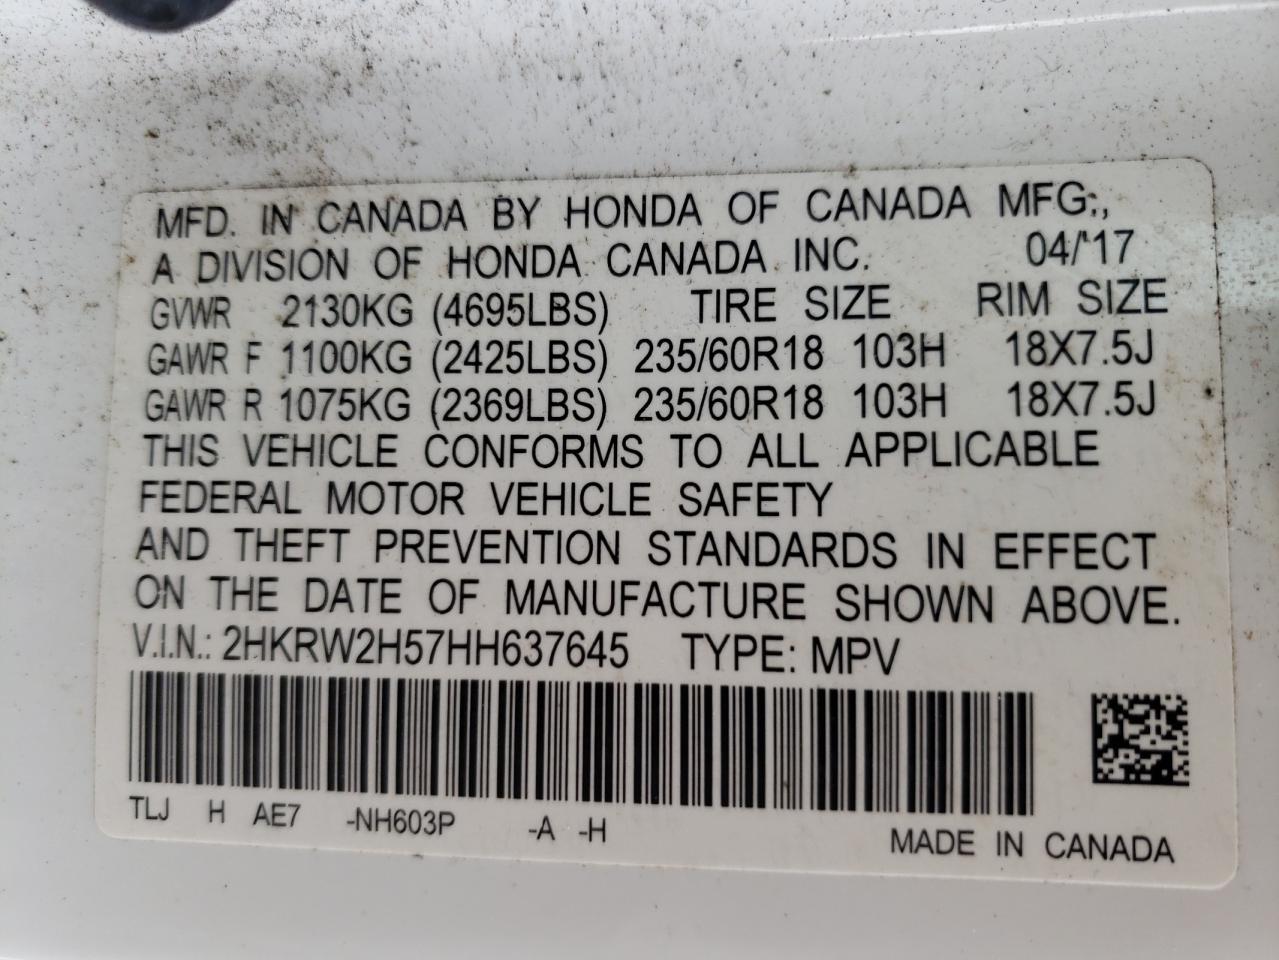 MFD. IN CANADA BY HONDA OF CANADA MFG:,
A DIVISION OF HONDA CANADA INC. 04/'17
GVWR 2130KG (4695LBS) TIRE SIZE RIM SIZE
GAWR F 1100KG (2425LBS) 235/60R18 103H 18X7.5J
GAWR R 1075KG (2369LBS) 235/60R18 103H 18X7.5J
THIS VEHICLE CONFORMS TO ALL APPLICABLE
FEDERAL MOTOR VEHICLE SAFETY
AND THEFT PREVENTION STANDARDS IN EFFECT
ON THE DATE OF MANUFACTURE SHOWN ABOVE.
V.I.N.: 2HKRW2H57HH637645 TYPE: MPV
TLJ H AE7 -NH603P -A -H MADE IN CANADA